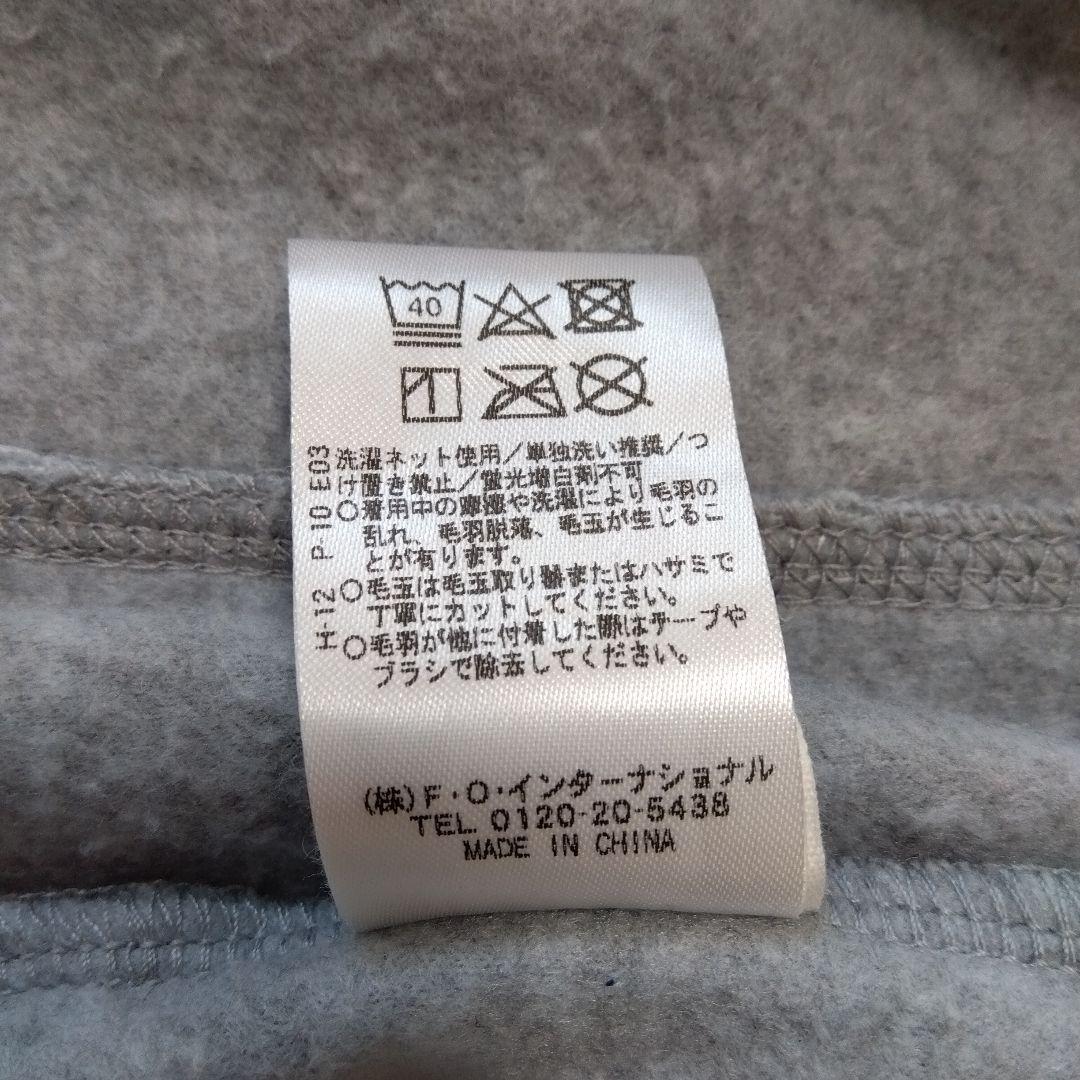 40
洗濯ネット使用/単独洗い推奨/つ
け置き禁止/蛍光増白剤不可
○着用中の摩擦や洗濯により毛羽の
乱れ、毛羽脱落、毛玉が生じるこ
とが有ります。
○毛玉は毛玉取り器またはハサミで
丁寧にカットしてください。
○毛羽が他に付着した際はテープや
ブラシで除去してください。
H-12 P-10 E03
(株)F・O・インターナショナル
TEL. 0120-20-5438
MADE IN CHINA